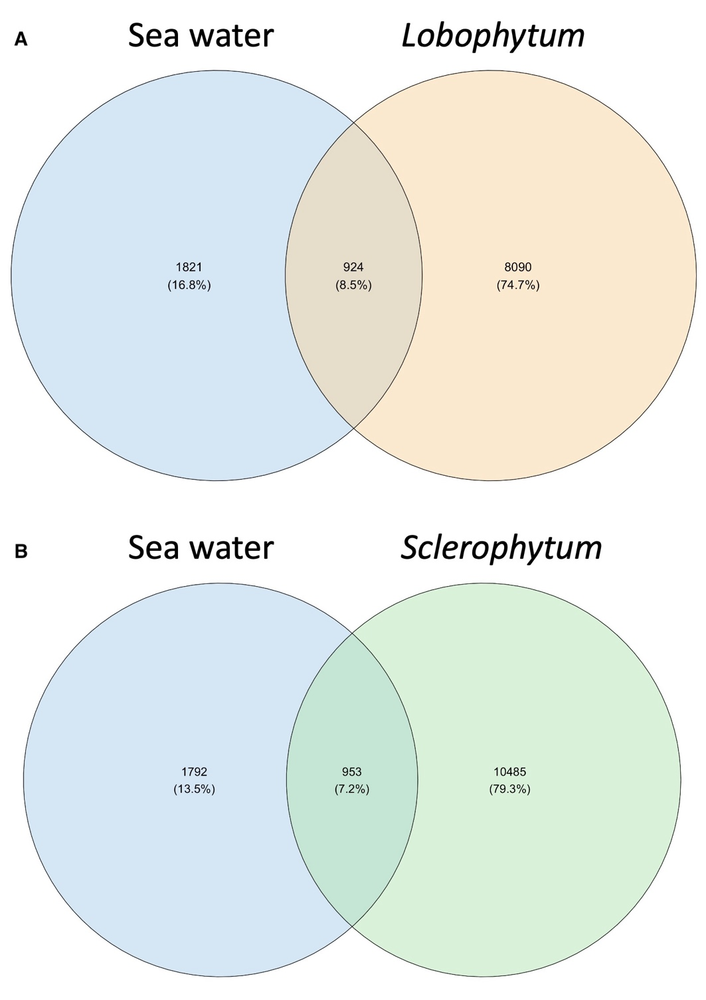 A
Sea water
Lobophytum
1821
(16.8%)
924
(8.5%)
8090
(74.7%)
B
Sea water
Sclerophytum
1792
(13.5%)
953
(7.2%)
10485
(79.3%)